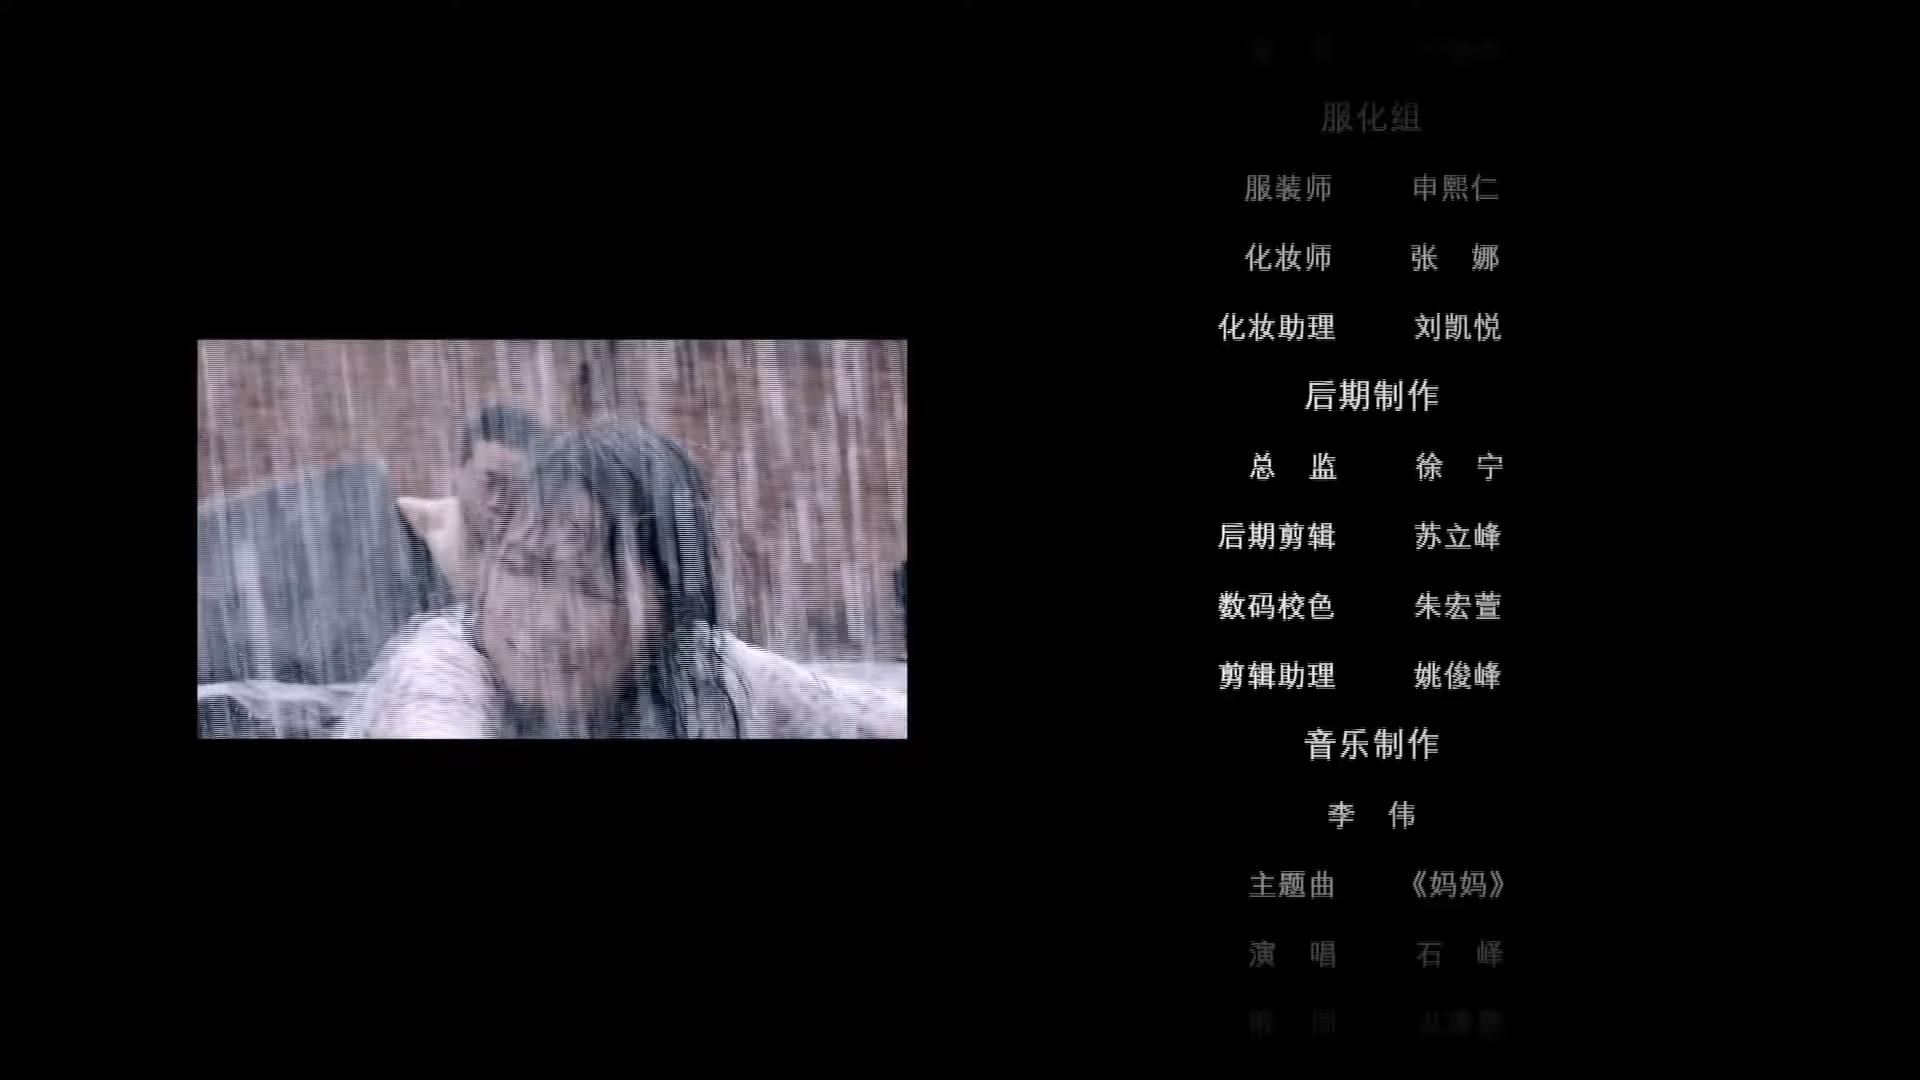 服化组
服装师 申熙仁
化妆师 张 娜
化妆助理 刘凯悦
后期制作
总 监 徐 宁
后期剪辑 苏立峰
数码校色 朱宏萱
剪辑助理 姚俊峰
音乐制作
李 伟
主题曲 《妈妈》
演 唱 石 峄